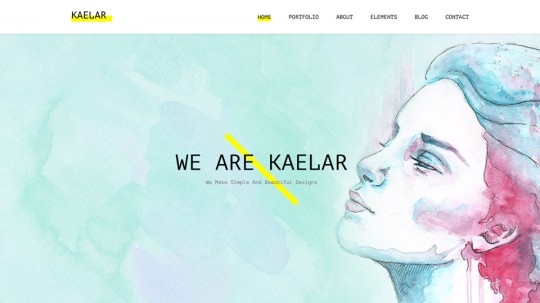 KAELAR
HOME PORTFOLIO ABOUT ELEMENTS BLOG CONTACT
WE ARE KAELAR
We Make Simple And Beautiful Designs